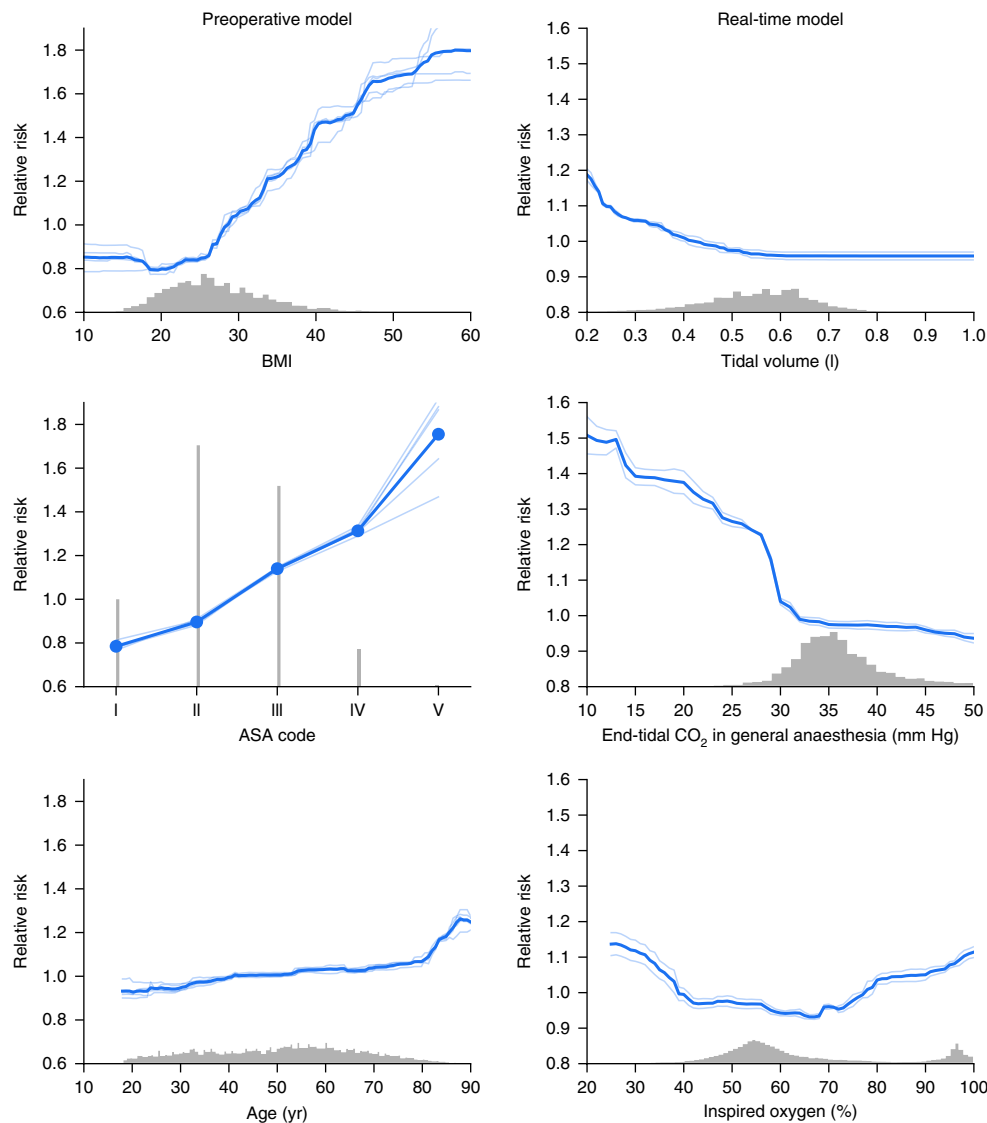 Preoperative model
Relative risk
1.8
1.6
1.4
1.2
1.0
0.8
0.6
10 20 30 40 50 60
BMI
Real-time model
Relative risk
1.6
1.5
1.4
1.3
1.2
1.1
1.0
0.9
0.8
0.2 0.3 0.4 0.5 0.6 0.7 0.8 0.9 1.0
Tidal volume (l)
Relative risk
1.8
1.6
1.4
1.2
1.0
0.8
0.6
I II III IV V
ASA code
Relative risk
1.6
1.5
1.4
1.3
1.2
1.1
1.0
0.9
0.8
10 15 20 25 30 35 40 45 50
End-tidal CO₂ in general anaesthesia (mm Hg)
Relative risk
1.8
1.6
1.4
1.2
1.0
0.8
0.6
10 20 30 40 50 60 70 80 90
Age (yr)
Relative risk
1.6
1.5
1.4
1.3
1.2
1.1
1.0
0.9
0.8
20 30 40 50 60 70 80 90 100
Inspired oxygen (%)